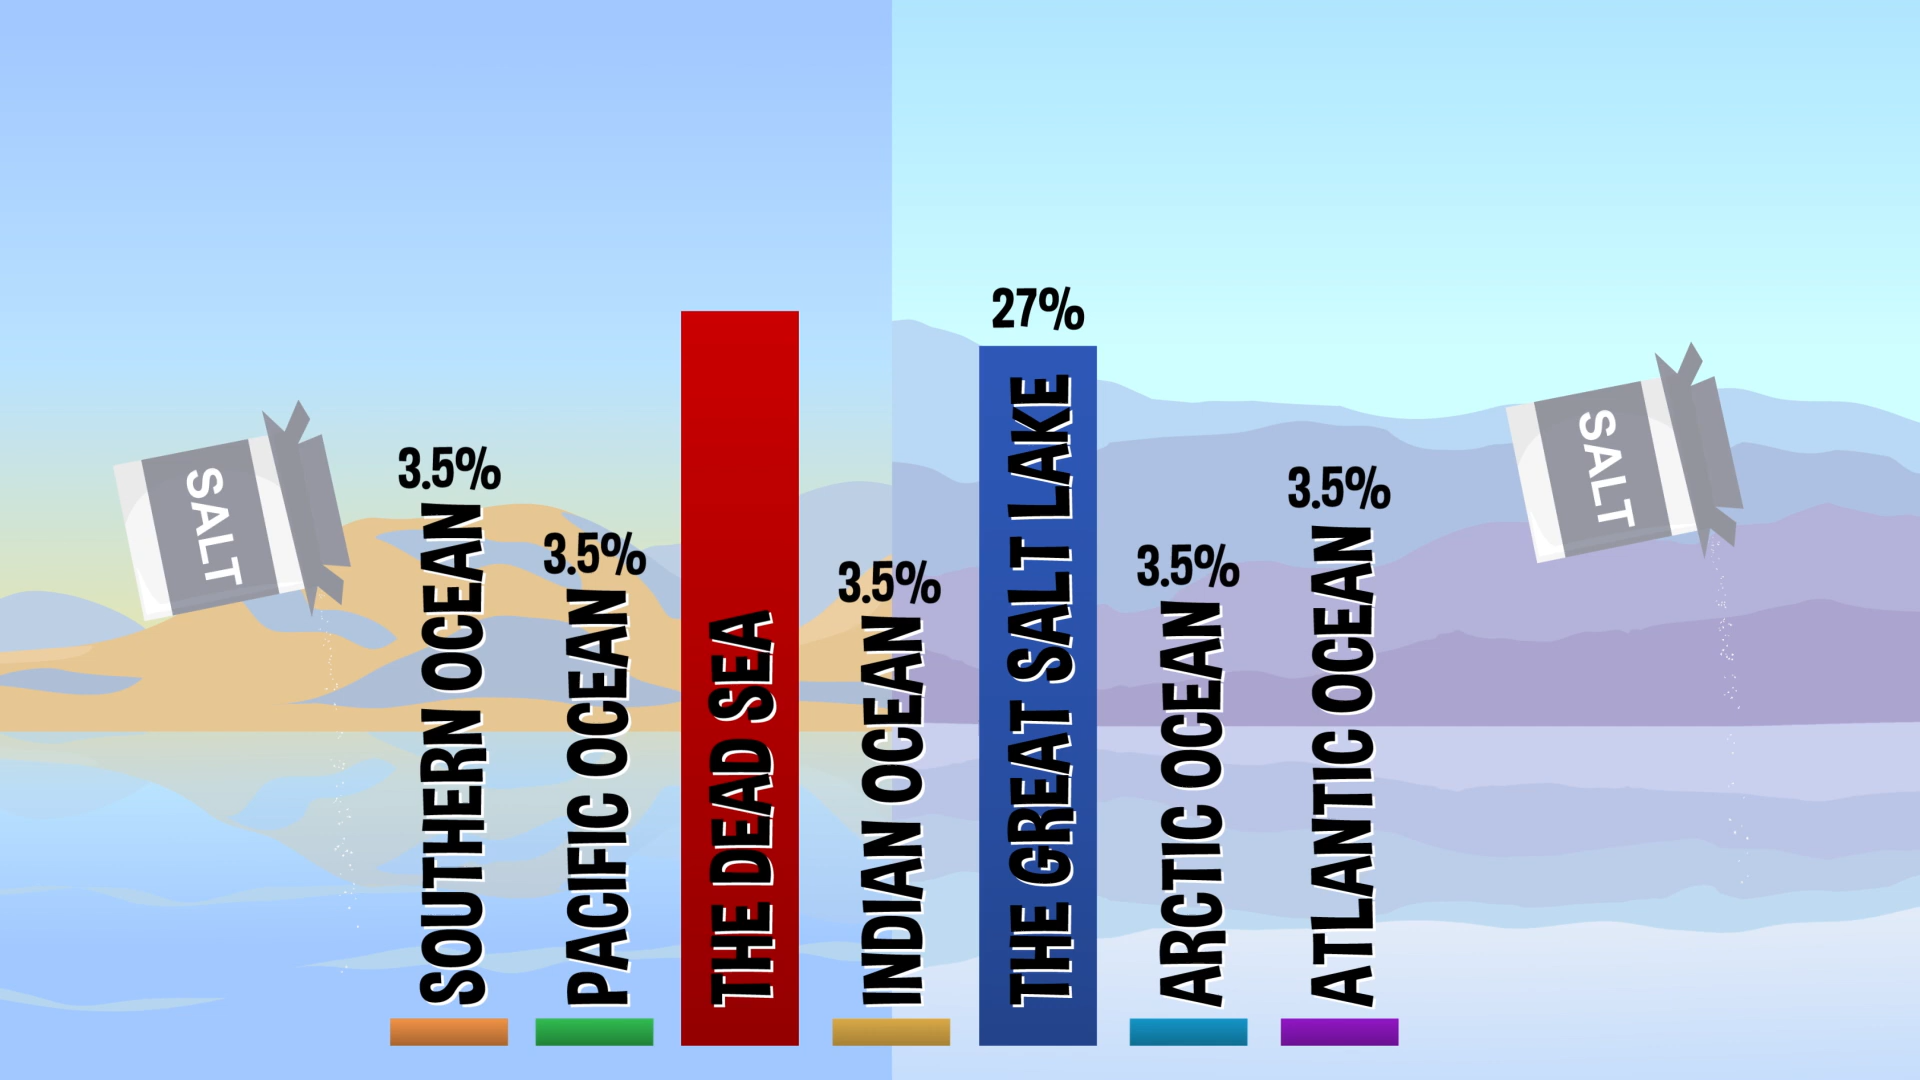 SALT
3.5%
SOUTHERN OCEAN
3.5%
PACIFIC OCEAN
THE DEAD SEA
3.5%
INDIAN OCEAN
27%
THE GREAT SALT LAKE
3.5%
ARCTIC OCEAN
3.5%
ATLANTIC OCEAN
SALT